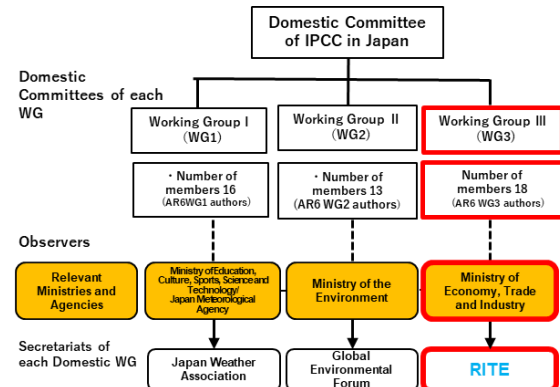 Domestic Committee
of IPCC in Japan
Domestic
Committees of each
WG
Working Group I
(WG1)
Working Group II
(WG2)
Working Group III
(WG3)
・Number of
members 16
(AR6WG1 authors)
・Number of
members 13
(AR6 WG2 authors)
Number of
members 18
(AR6 WG3 authors)
Observers
Relevant
Ministries and
Agencies
Ministry of Education,
Culture, Sports, Science and
Technology/
Japan Meteorological
Agency
Ministry of the
Environment
Ministry of
Economy, Trade
and Industry
Secretariats of
each Domestic WG
Japan Weather
Association
Global
Environmental
Forum
RITE